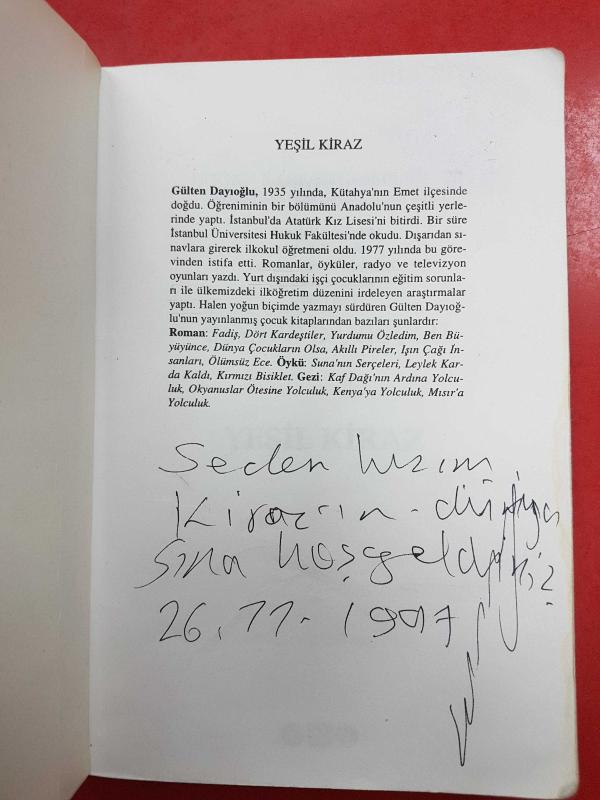 YEŞİL KİRAZ
Gülten Dayıoğlu, 1935 yılında, Kütahya'nın Emet ilçesinde
doğdu. Öğreniminin bir bölümünü Anadolu'nun çeşitli yerle-
rinde yaptı. İstanbul'da Atatürk Kız Lisesi'ni bitirdi. Bir süre
İstanbul Üniversitesi Hukuk Fakültesi'nde okudu. Dışarıdan sı-
navlara girerek ilkokul öğretmeni oldu. 1977 yılında bu göre-
vinden istifa etti. Romanlar, öyküler, radyo ve televizyon
oyunları yazdı. Yurt dışındaki işçi çocuklarının eğitim sorunla-
rı ile ülkemizdeki ilköğretim düzenini irdeleyen araştırmalar
yaptı. Halen yoğun biçimde yazmayı sürdüren Gülten Dayıoğ-
lu'nun yayınlanmış çocuk kitaplarından bazıları şunlardır:
Roman: Fadiş, Dört Kardeştiler, Yurdumu Özledim, Ben Bü-
yüyünce, Dünya Çocukların Olsa, Akıllı Pireler, Işın Çağı İn-
sanları, Ölümsüz Ece. Öykü: Suna'nın Serçeleri, Leylek Kar-
da Kaldı, Kırmızı Bisiklet. Gezi: Kaf Dağı'nın Ardına Yolcu-
luk, Okyanuslar Ötesine Yolculuk, Kenya'ya Yolculuk, Mısır'a
Yolculuk.
Seden kızım
Kiraz'ın dünya
sına hoşgeldiniz
26.11.1997